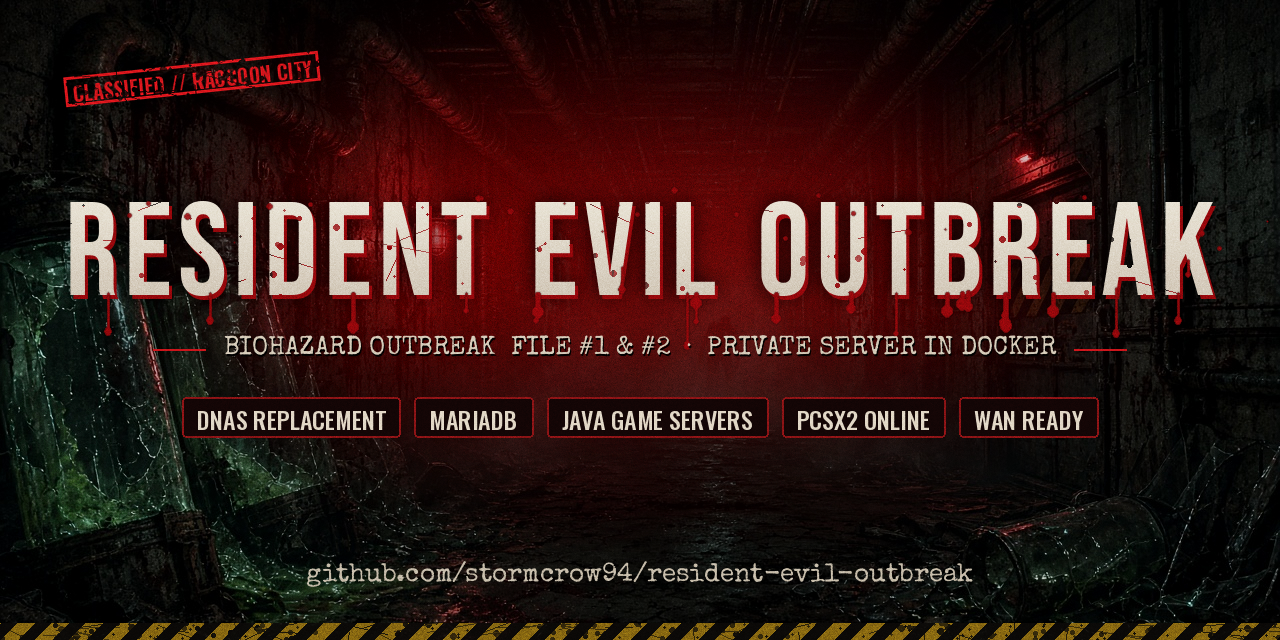 CLASSIFIED // RACCOON CITY
RESIDENT EVIL OUTBREAK
BIOHAZARD OUTBREAK FILE #1 & #2 · PRIVATE SERVER IN DOCKER
DNAS REPLACEMENT MARIADB JAVA GAME SERVERS PCSX2 ONLINE WAN READY
github.com/stormcrow94/resident-evil-outbreak